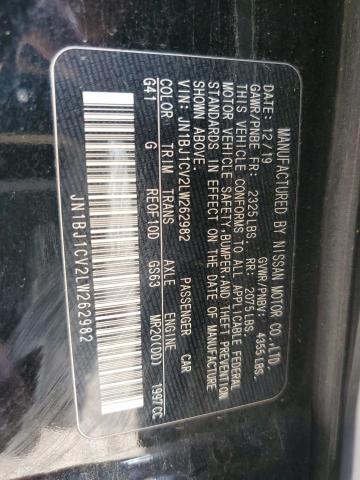 MANUFACTURED BY NISSAN MOTOR CO.,LTD.
DATE: 12/19 GVWR/PNBV: 4355 LBS.
GAWR/PNBE FR: 2325LBS. RR: 2075LBS.
THIS VEHICLE CONFORMS TO ALL APPLICABLE FEDERAL
MOTOR VEHICLE SAFETY, BUMPER, AND THEFT PREVENTION
STANDARDS IN EFFECT ON THE DATE OF MANUFACTURE
SHOWN ABOVE.
VIN: JN1BJ1CV2LW262982 PASSENGER CAR
TRIM TRANS AXLE ENGINE
G41 G RE0F10D GS63 MR20(DD) 1997CC
JN1BJ1CV2LW262982